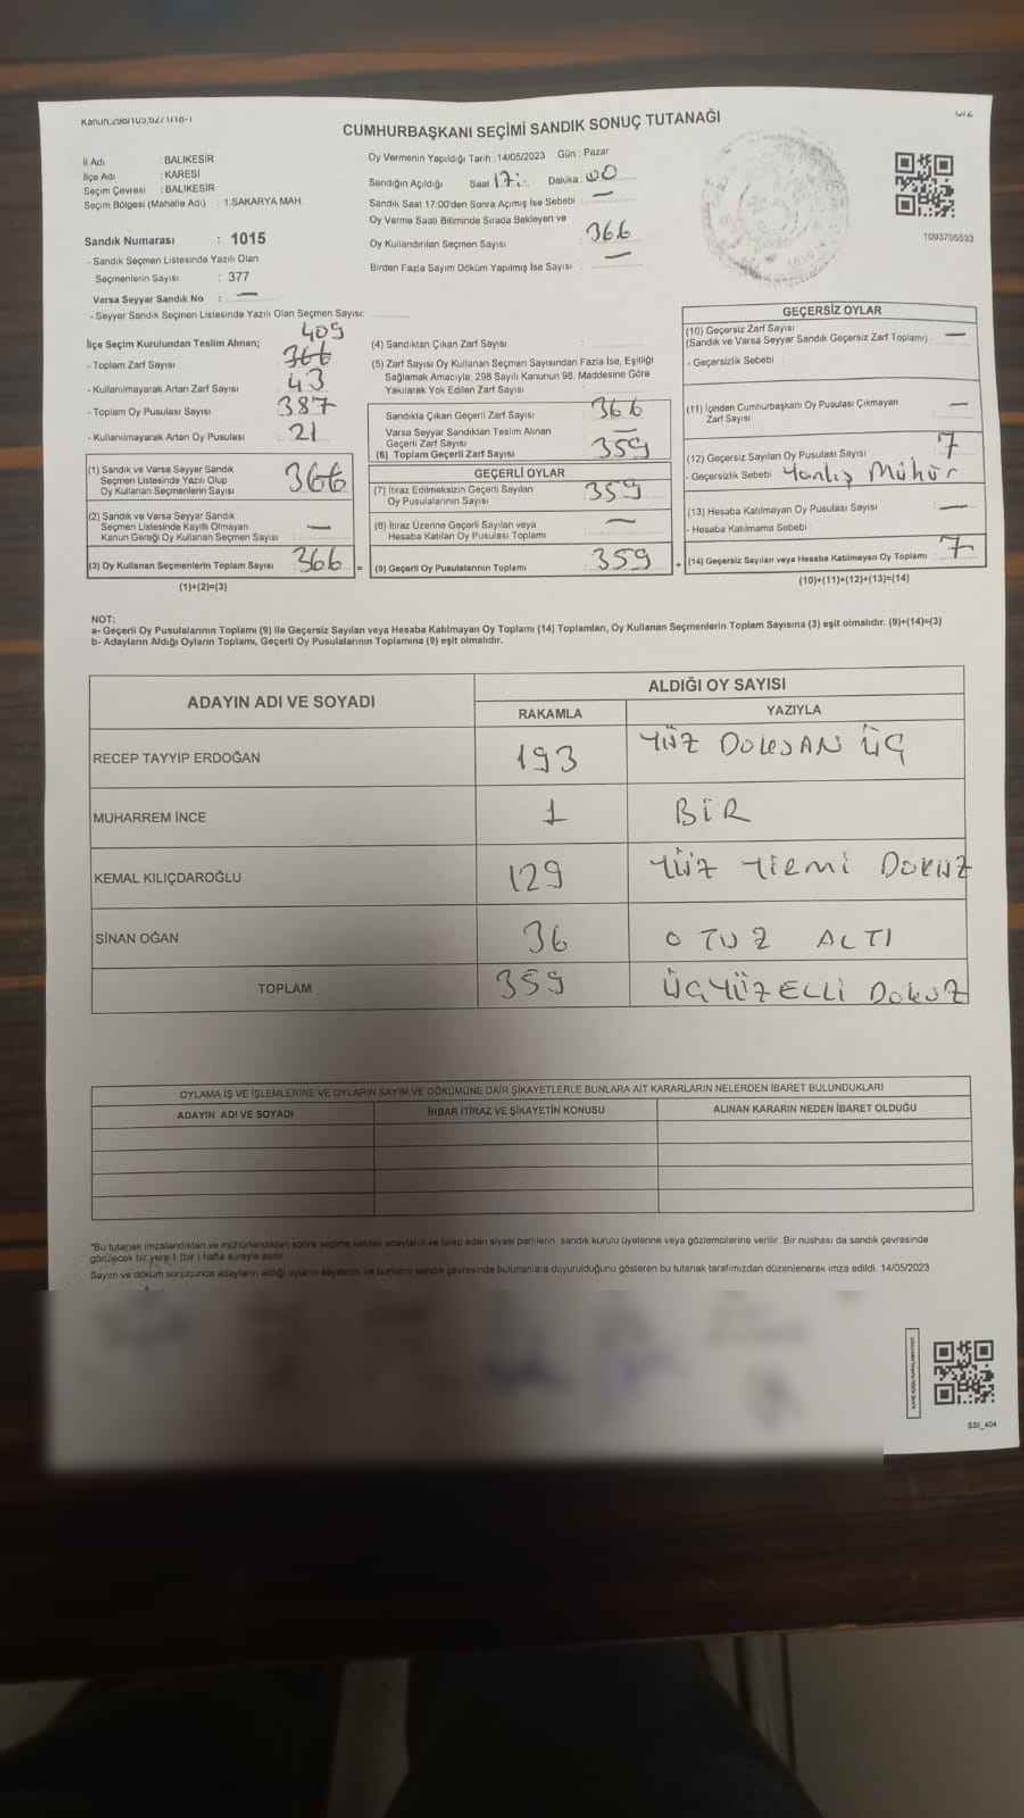 CUMHURBAŞKANI SEÇİMİ SANDIK SONUÇ TUTANAĞI
İl Adı : BALIKESİR
İlçe Adı : KARESİ
Seçim Çevresi : BALIKESİR
Seçim Bölgesi (Mahalle Adı) : 1.SAKARYA MAH.
Sandık Numarası : 1015
- Sandık Seçmen Listesinde Yazılı Olan
Seçmenlerin Sayısı : 377
Varsa Seyyar Sandık No : —
- Seyyar Sandık Seçmen Listesinde Yazılı Olan Seçmen Sayısı:
Oy Vermenin Yapıldığı Tarih : 14/05/2023 Gün : Pazar
Sandığın Açıldığı Saat 17: Dakika: 00
Sandık Saat 17:00'den Sonra Açımış İse Sebebi —
Oy Verme Saati Bitiminde Sırada Bekleyen ve
Oy Kullandırılan Seçmen Sayısı 366
Birden Fazla Sayım Döküm Yapılmış İse Sayısı —
1093755523
İlçe Seçim Kurulundan Teslim Alınan; 409
- Toplam Zarf Sayısı 366
- Kullanılmayarak Artan Zarf Sayısı 43
- Toplam Oy Pusulası Sayısı 387
- Kullanılmayarak Artan Oy Pusulası 21
(1) Sandık ve Varsa Seyyar Sandık
Seçmen Listesinde Yazılı Olup
Oy Kullanan Seçmenlerin Sayısı 366
(2) Sandık ve Varsa Seyyar Sandık
Seçmen Listesinde Kayıtlı Olmayan
Kanun Gereği Oy Kullanan Seçmen Sayısı —
(3) Oy Kullanan Seçmenlerin Toplam Sayısı 366
(1)+(2)=(3)
(4) Sandıktan Çıkan Zarf Sayısı
(5) Zarf Sayısı Oy Kullanan Seçmen Sayısından Fazla İse, Eşitliği
Sağlamak Amacıyla, 298 Sayılı Kanunun 98. Maddesine Göre
Yakılarak Yok Edilen Zarf Sayısı
Sandıkta Çıkan Geçerli Zarf Sayısı 366
Varsa Seyyar Sandıktan Teslim Alınan
Geçerli Zarf Sayısı —
(6) Toplam Geçerli Zarf Sayısı 359
GEÇERLİ OYLAR
(7) İtiraz Edilmeksizin Geçerli Sayılan
Oy Pusulalarının Sayısı 359
(8) İtiraz Üzerine Geçerli Sayılan veya
Hesaba Katılan Oy Pusulası Toplamı —
=
(9) Geçerli Oy Pusulalarının Toplamı 359
GEÇERSİZ OYLAR
(10) Geçersiz Zarf Sayısı
(Sandık ve Varsa Seyyar Sandık Geçersiz Zarf Toplamı) —
- Geçersizlik Sebebi
(11) İçinden Cumhurbaşkanı Oy Pusulası Çıkmayan
Zarf Sayısı —
(12) Geçersiz Sayılan Oy Pusulası Sayısı 7
- Geçersizlik Sebebi Yanlış Mühür
(13) Hesaba Katılmayan Oy Pusulası Sayısı —
- Hesaba Katılmama Sebebi
+
(14) Geçersiz Sayılan veya Hesaba Katılmayan Oy Toplamı 7
(10)+(11)+(12)+(13)=(14)
NOT:
a- Geçerli Oy Pusulalarının Toplamı (9) ile Geçersiz Sayılan veya Hesaba Katılmayan Oy Toplamı (14) Toplamları, Oy Kullanan Seçmenlerin Toplam Sayısına (3) eşit olmalıdır. (9)+(14)=(3)
b- Adayların Aldığı Oyların Toplamı, Geçerli Oy Pusulalarının Toplamına (9) eşit olmalıdır.
ADAYIN ADI VE SOYADI
ALDIĞI OY SAYISI
RAKAMLA YAZIYLA
RECEP TAYYİP ERDOĞAN 193 YÜZ DOKSAN ÜÇ
MUHARREM İNCE 1 BİR
KEMAL KILIÇDAROĞLU 129 YÜZ YİRMİ DOKUZ
SİNAN OĞAN 36 OTUZ ALTI
TOPLAM 359 ÜÇYÜZ ELLİ DOKUZ
OYLAMA İŞ VE İŞLEMLERİNE VE OYLARIN SAYIM VE DÖKÜMÜNE DAİR ŞİKAYETLERLE BUNLARA AİT KARARLARIN NELERDEN İBARET BULUNDUKLARI
ADAYIN ADI VE SOYADI İHBAR İTİRAZ VE ŞİKAYETİN KONUSU ALINAN KARARIN NEDEN İBARET OLDUĞU
*Bu tutanak imzalandıktan ve mühürlendikten sonra seçime katılan adayların ve talep eden siyasi partilerin, sandık kurulu üyelerine veya gözlemcilerine verilir. Bir nushası da sandık çevresinde
görülecek bir yere 1 (bir) hafta süreyle asılır.
Sayım ve döküm sonucunda adayların aldığı oyların sayılarını ve bunların sandık çevresinde bulunanlara duyurulduğunu gösteren bu tutanak tarafımızdan düzenlenerek imza edildi. 14/05/2023
SSI_404